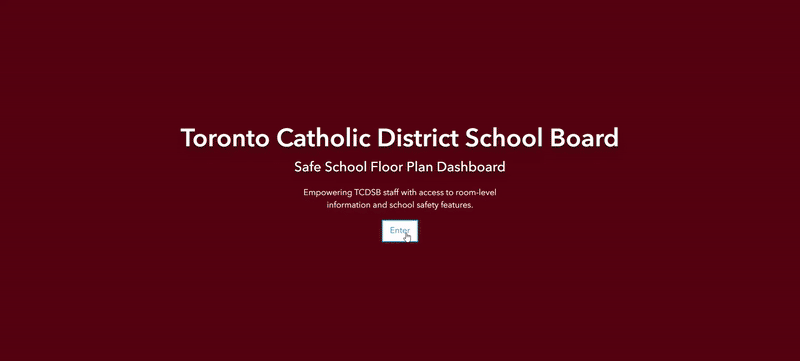 Toronto Catholic District School Board
Safe School Floor Plan Dashboard
Empowering TCDSB staff with access to room-level
information and school safety features.
Enter